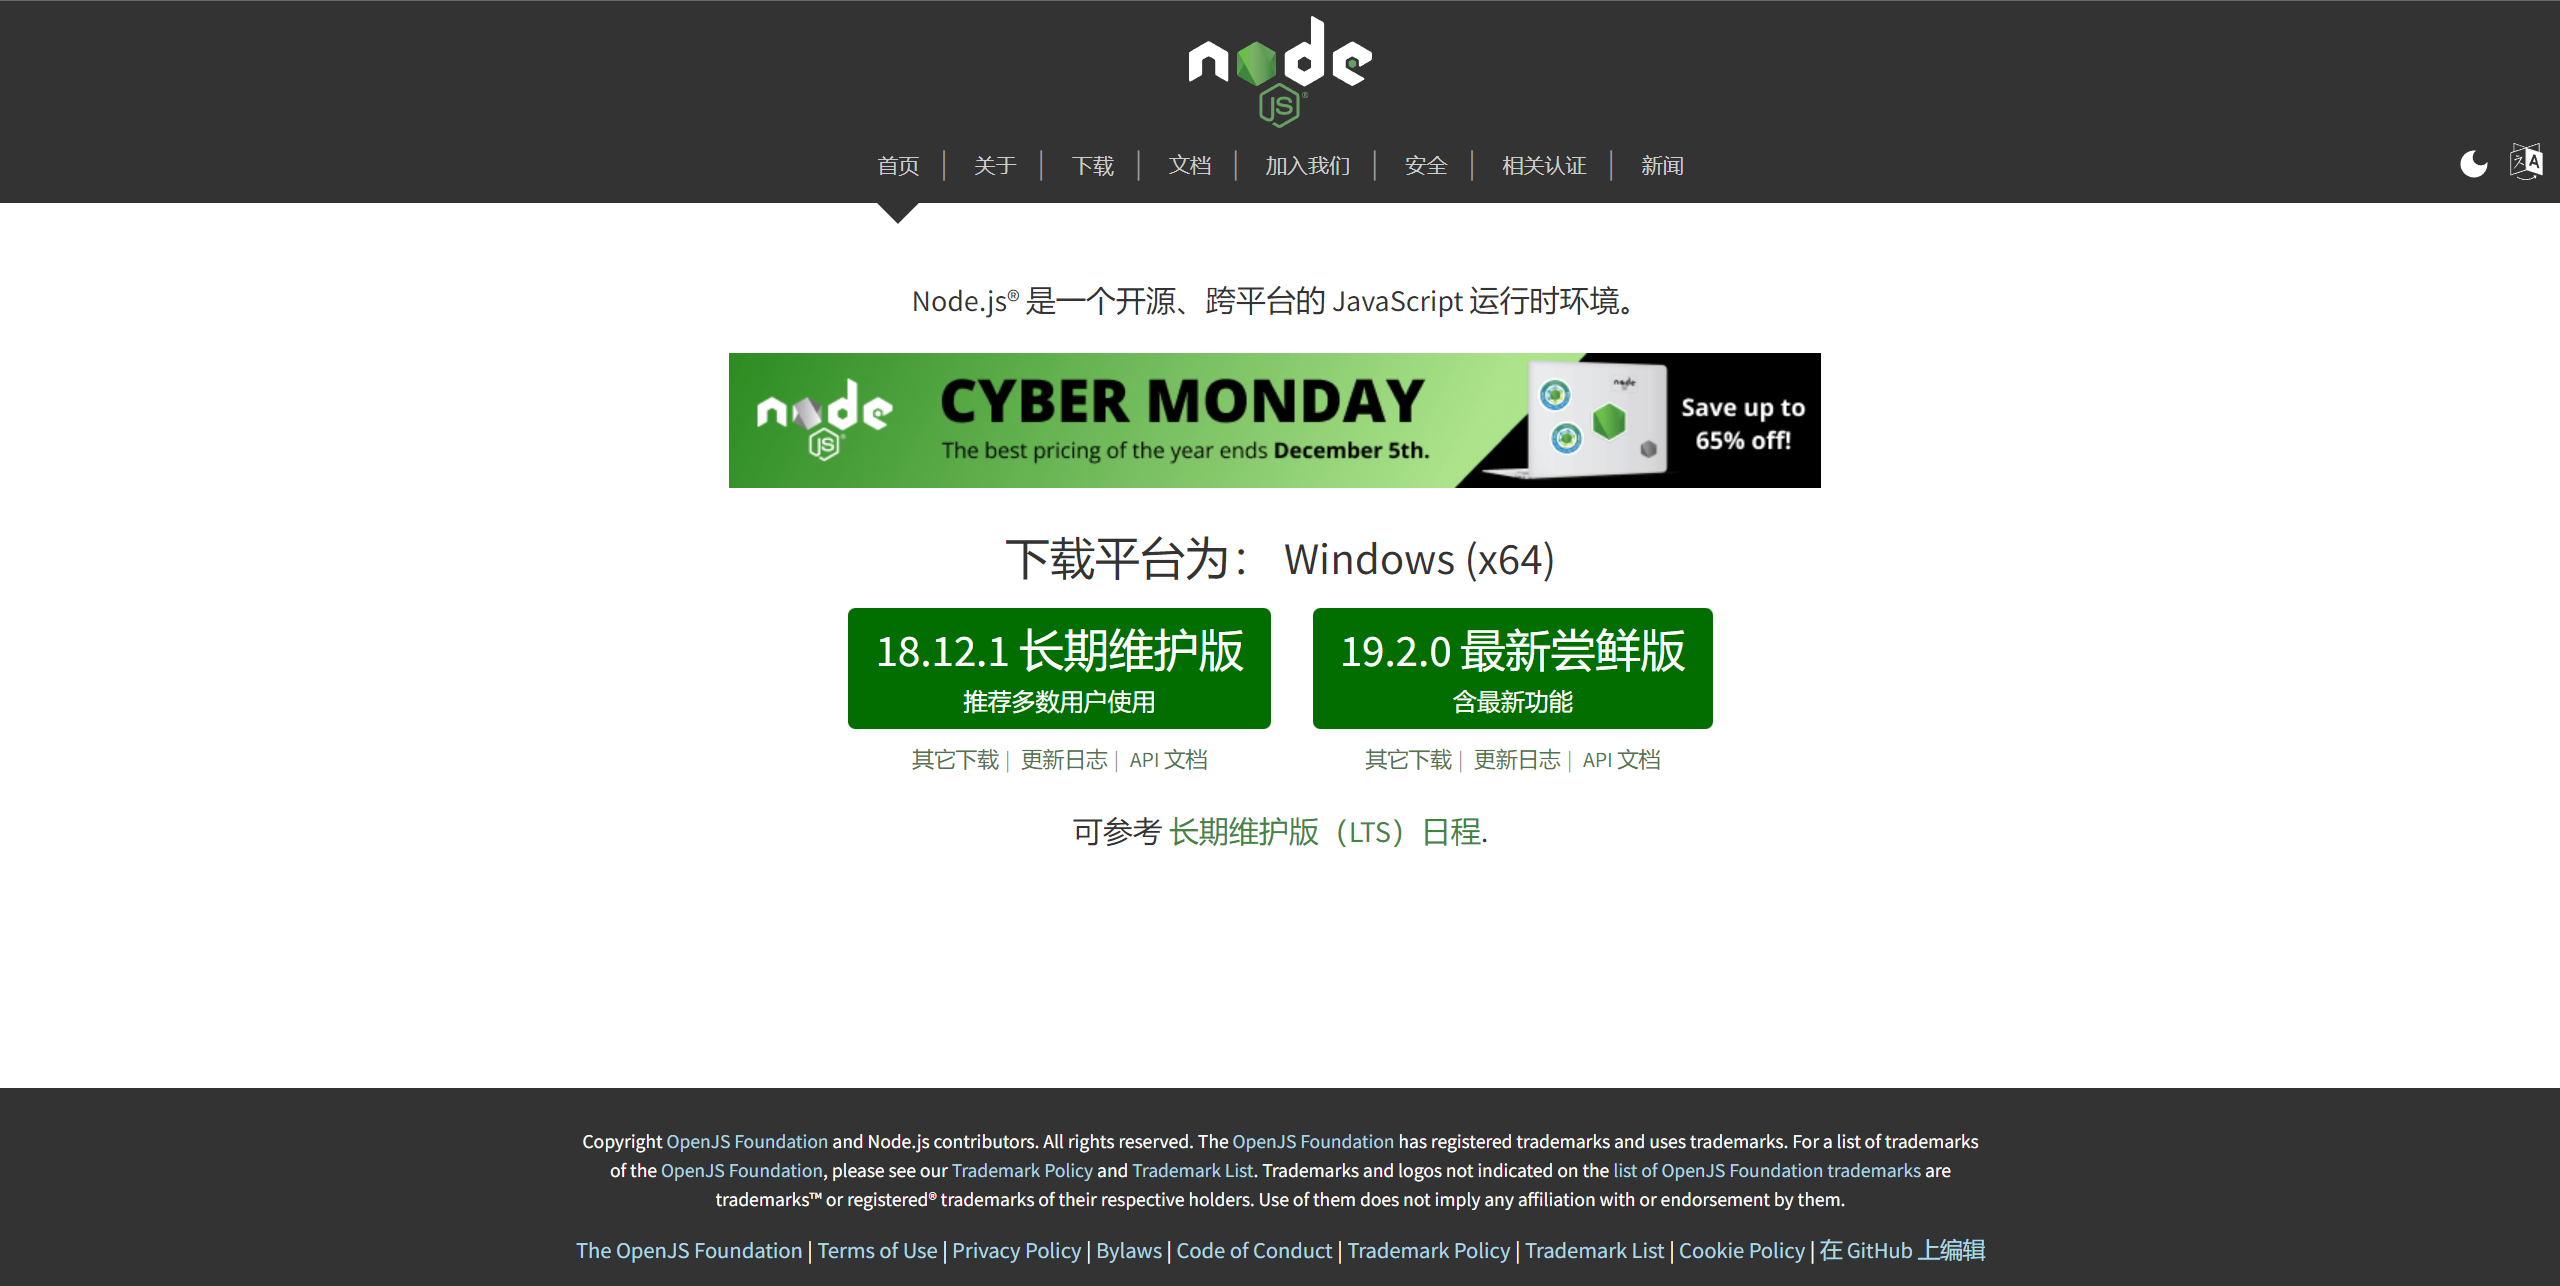 node
JS
首页 | 关于 | 下载 | 文档 | 加入我们 | 安全 | 相关认证 | 新闻
Node.js® 是一个开源、跨平台的 JavaScript 运行时环境。
node
JS
CYBER MONDAY
The best pricing of the year ends December 5th.
node
Save up to
65% off!
下载平台为： Windows (x64)
18.12.1 长期维护版
推荐多数用户使用
19.2.0 最新尝鲜版
含最新功能
其它下载 | 更新日志 | API 文档
其它下载 | 更新日志 | API 文档
可参考 长期维护版（LTS）日程.
Copyright OpenJS Foundation and Node.js contributors. All rights reserved. The OpenJS Foundation has registered trademarks and uses trademarks. For a list of trademarks
of the OpenJS Foundation, please see our Trademark Policy and Trademark List. Trademarks and logos not indicated on the list of OpenJS Foundation trademarks are
trademarks™ or registered® trademarks of their respective holders. Use of them does not imply any affiliation with or endorsement by them.
The OpenJS Foundation | Terms of Use | Privacy Policy | Bylaws | Code of Conduct | Trademark Policy | Trademark List | Cookie Policy | 在 GitHub 上编辑